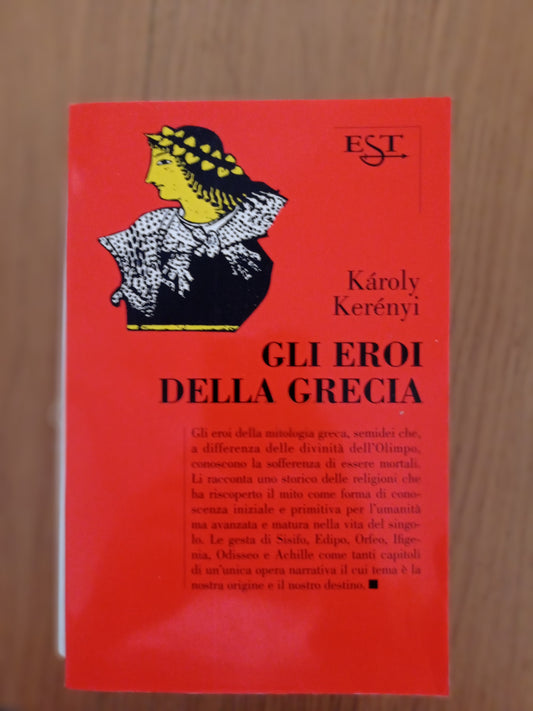 EST
Károly
Kerényi
GLI EROI
DELLA GRECIA
Gli eroi della mitologia greca, semidei che,
a differenza delle divinità dell'Olimpo,
conoscono la sofferenza di essere mortali.
Li racconta uno storico delle religioni che
ha riscoperto il mito come forma di cono-
scenza iniziale e primitiva per l'umanità
ma avanzata e matura nella vita del singo-
lo. Le gesta di Sisifo, Edipo, Orfeo, Ifige-
nia, Odisseo e Achille come tanti capitoli
di un'unica opera narrativa il cui tema è la
nostra origine e il nostro destino.